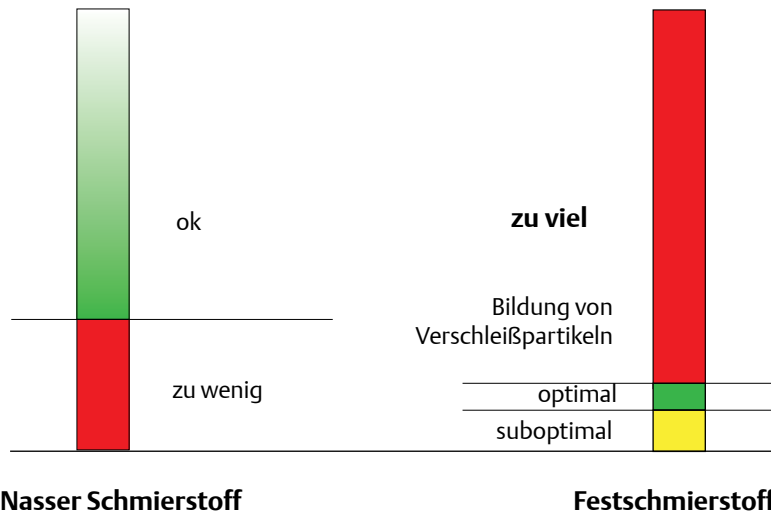 ok
zu wenig
zu viel
Bildung von
Verschleißpartikeln
optimal
suboptimal
Nasser Schmierstoff
Festschmierstoff